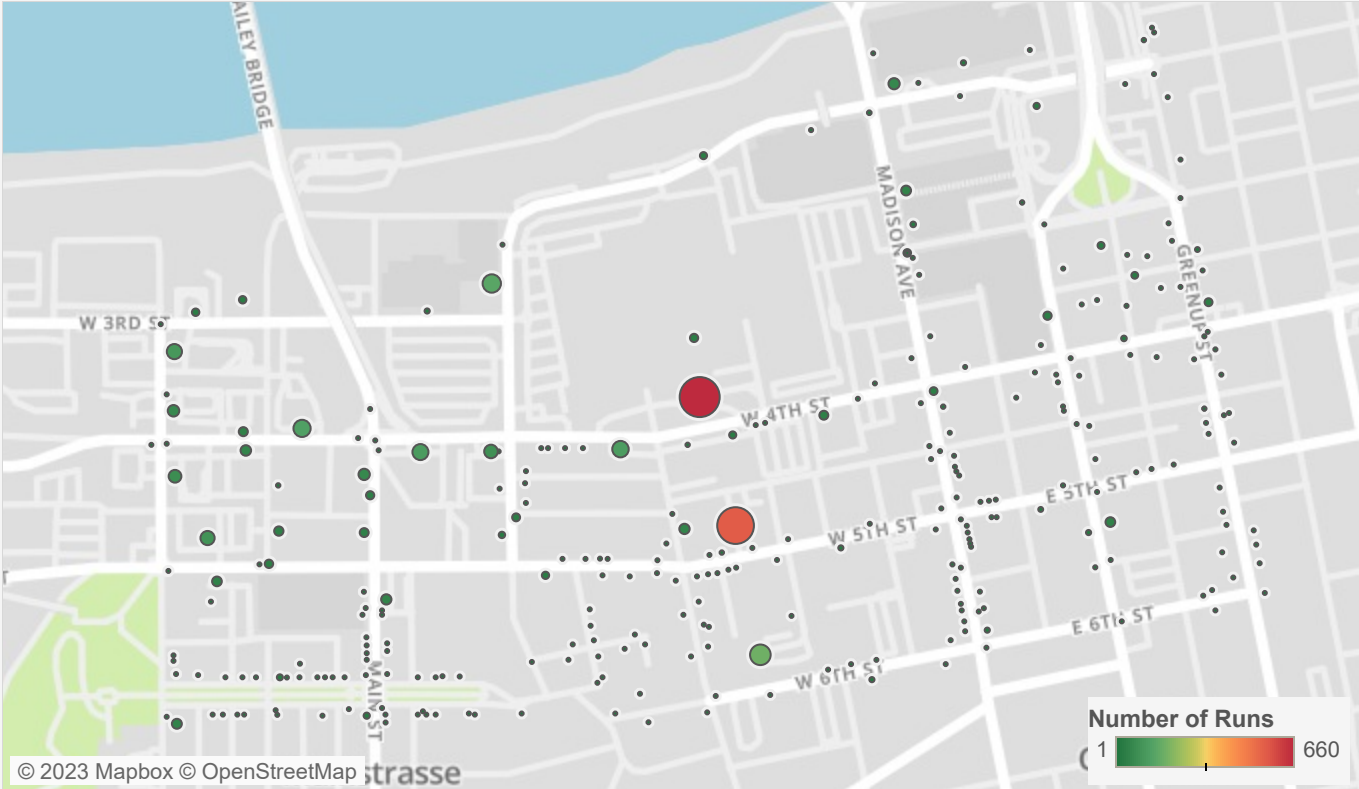 AILEY BRIDGE
MADISON AVE
GREENUP ST
W 3RD ST
W 4TH ST
E 5TH ST
W 5TH ST
E 6TH ST
W 6TH ST
MAIN ST
Number of Runs
1 660
© 2023 Mapbox © OpenStreetMap
strasse